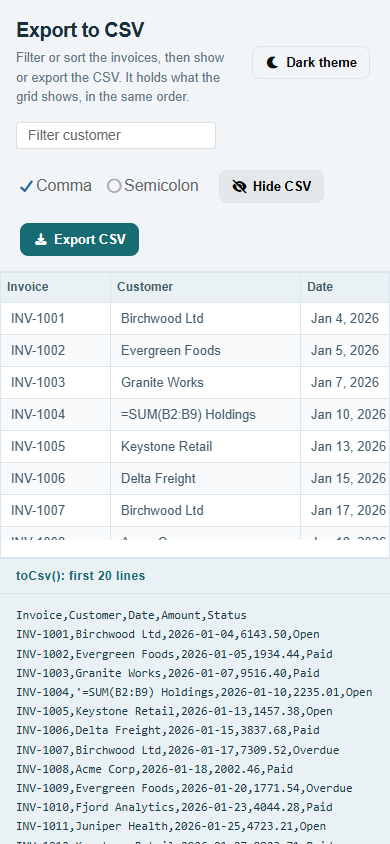 Export to CSV
Filter or sort the invoices, then show
or export the CSV. It holds what the
grid shows, in the same order.
Dark theme
Filter customer
Comma
Semicolon
Hide CSV
Export CSV
Invoice Customer Date
INV-1001 Birchwood Ltd Jan 4, 2026
INV-1002 Evergreen Foods Jan 5, 2026
INV-1003 Granite Works Jan 7, 2026
INV-1004 =SUM(B2:B9) Holdings Jan 10, 2026
INV-1005 Keystone Retail Jan 13, 2026
INV-1006 Delta Freight Jan 15, 2026
INV-1007 Birchwood Ltd Jan 17, 2026
toCsv(): first 20 lines
Invoice,Customer,Date,Amount,Status
INV-1001,Birchwood Ltd,2026-01-04,6143.50,Open
INV-1002,Evergreen Foods,2026-01-05,1934.44,Paid
INV-1003,Granite Works,2026-01-07,9516.40,Paid
INV-1004,'=SUM(B2:B9) Holdings,2026-01-10,2235.01,Open
INV-1005,Keystone Retail,2026-01-13,1457.38,Open
INV-1006,Delta Freight,2026-01-15,3837.68,Paid
INV-1007,Birchwood Ltd,2026-01-17,7309.52,Overdue
INV-1008,Acme Corp,2026-01-18,2002.46,Paid
INV-1009,Evergreen Foods,2026-01-20,1771.54,Overdue
INV-1010,Fjord Analytics,2026-01-23,4044.28,Paid
INV-1011,Juniper Health,2026-01-25,4723.21,Open